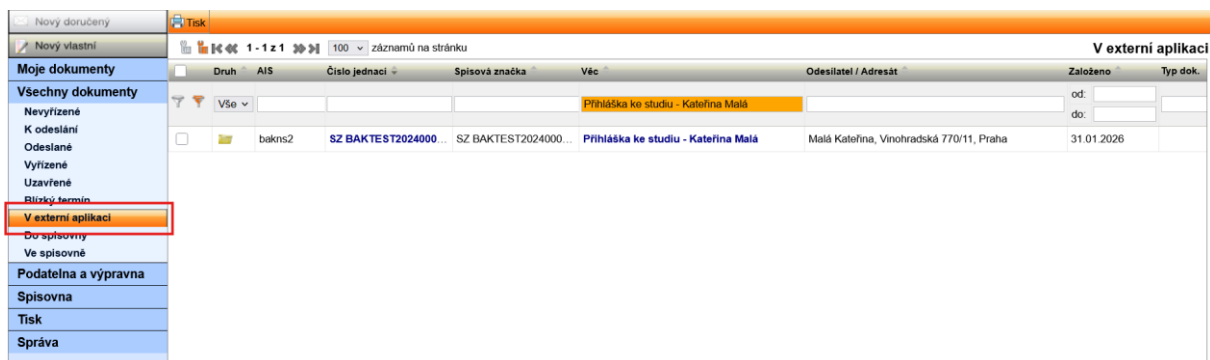 Nový doručený
Tisk
Nový vlastní
1 - 1 z 1
100
záznamů na stránku
V externí aplikaci
Moje dokumenty
Druh AIS Číslo jednací Spisová značka Věc Odesilatel / Adresát Založeno Typ dok.
Všechny dokumenty
Vše
Přihláška ke studiu - Kateřina Malá
od:
do:
Nevyřízené
K odeslání
bakns2 SZ BAKTEST2024000... SZ BAKTEST2024000... Přihláška ke studiu - Kateřina Malá Malá Kateřina, Vinohradská 770/11, Praha 31.01.2026
Odeslané
Vyřízené
Uzavřené
Blízký termín
V externí aplikaci
Do spisovny
Ve spisovně
Podatelna a výpravna
Spisovna
Tisk
Správa